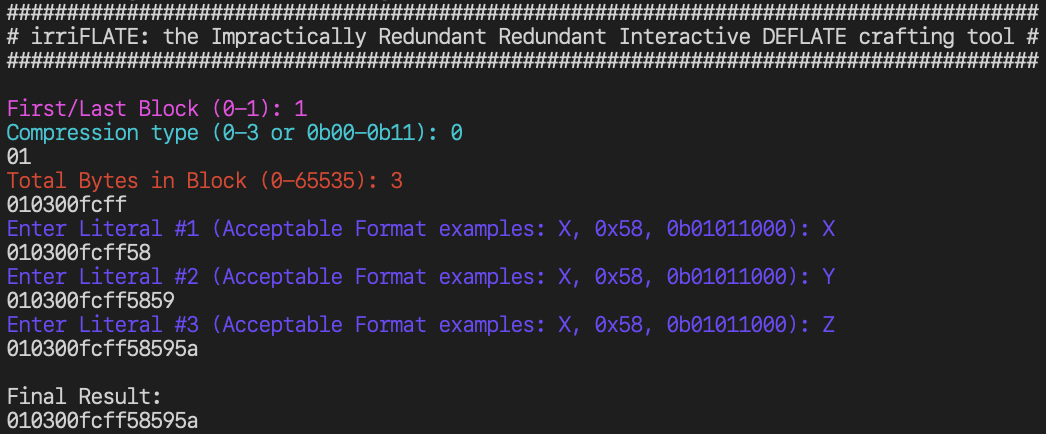 ######################################################################################
# irriFLATE: the Impractically Redundant Redundant Interactive DEFLATE crafting tool #
######################################################################################
First/Last Block (0-1): 1
Compression type (0-3 or 0b00-0b11): 0
01
Total Bytes in Block (0-65535): 3
010300fcff
Enter Literal #1 (Acceptable Format examples: X, 0x58, 0b01011000): X
010300fcff58
Enter Literal #2 (Acceptable Format examples: X, 0x58, 0b01011000): Y
010300fcff5859
Enter Literal #3 (Acceptable Format examples: X, 0x58, 0b01011000): Z
010300fcff58595a
Final Result:
010300fcff58595a